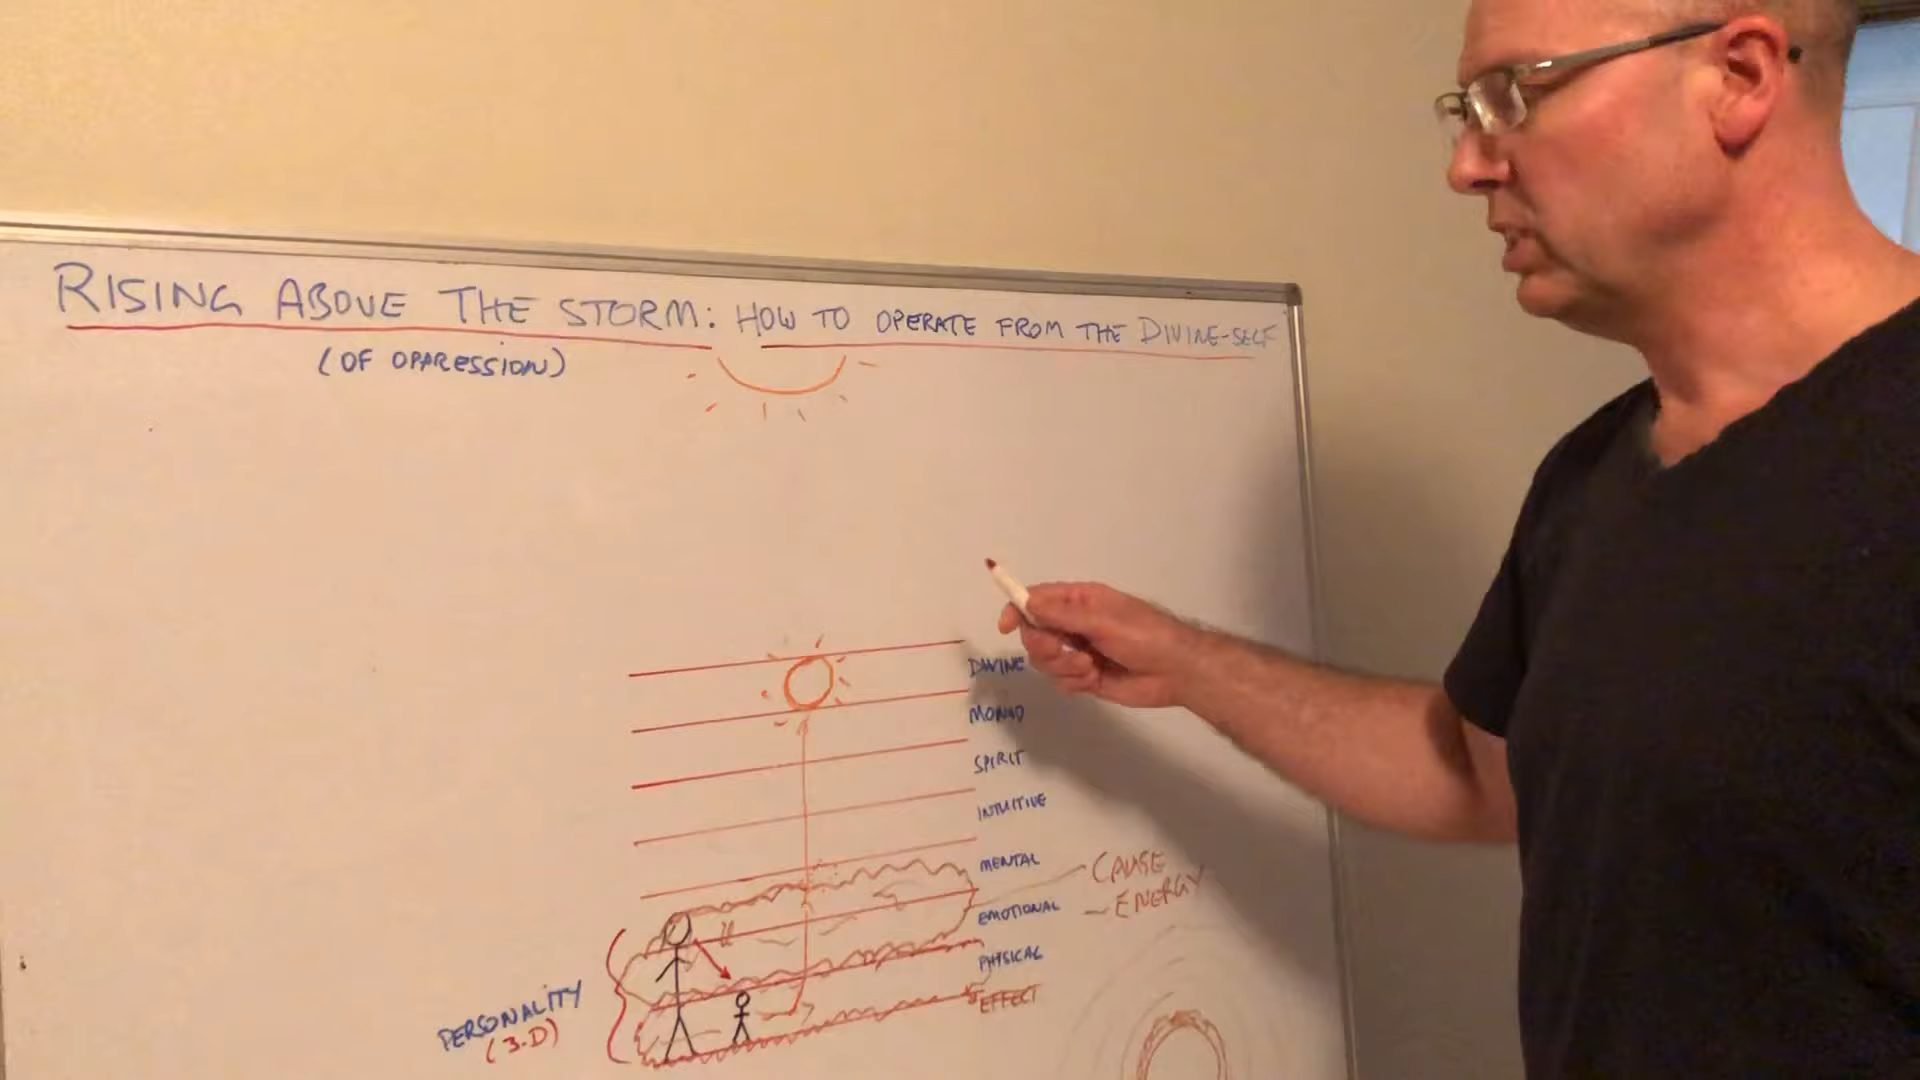 RISING ABOVE THE STORM: HOW TO OPERATE FROM THE DIVINE-SELF
(OF OPPRESSION)
DIVINE
MONAD
SPIRIT
INTUITIVE
MENTAL
CAUSE
ENERGY
EMOTIONAL
PHYSICAL
EFFECT
PERSONALITY
(3-D)